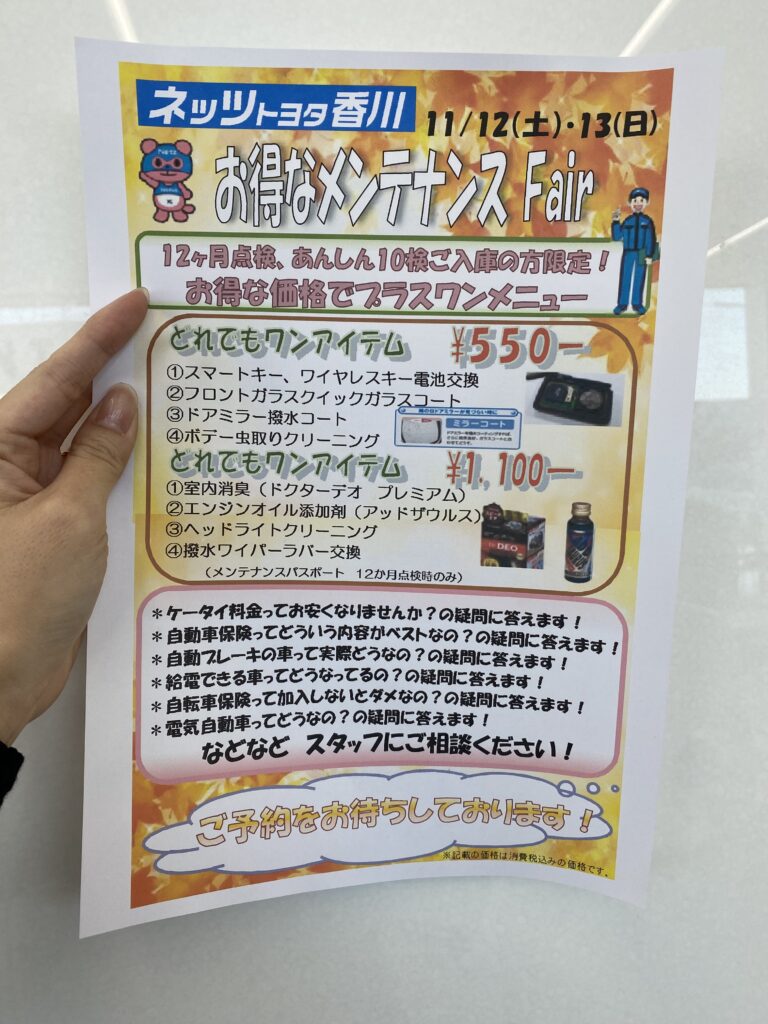 ネッツトヨタ香川
11/12(土)・13(日)
お得なメンテナンス Fair
12ヶ月点検、あんしん10検ご入庫の方限定！
お得な価格でプラスワンメニュー
どれでもワンアイテム ¥550ー
①スマートキー、ワイヤレスキー電池交換
②フロントガラスクイックガラスコート
③ドアミラー撥水コート
④ボデー虫取りクリーニング
雨の日ドアミラーが見づらい時に
ミラーコート
どれでもワンアイテム ¥1,100ー
①室内消臭（ドクターデオ　プレミアム）
②エンジンオイル添加剤（アッドザウルス）
③ヘッドライトクリーニング
④撥水ワイパーラバー交換
（メンテナンスパスポート　12か月点検時のみ）
Dr.DEO
＊ケータイ料金ってお安くなりませんか？の疑問に答えます！
＊自動車保険ってどういう内容がベストなの？の疑問に答えます！
＊自動ブレーキの車って実際どうなの？の疑問に答えます！
＊給電できる車ってどうなってるの？の疑問に答えます！
＊自転車保険って加入しないとダメなの？の疑問に答えます！
＊電気自動車ってどうなの？の疑問に答えます！
などなど　スタッフにご相談ください！
ご予約をお待ちしております！
※記載の価格は消費税込みの価格です。